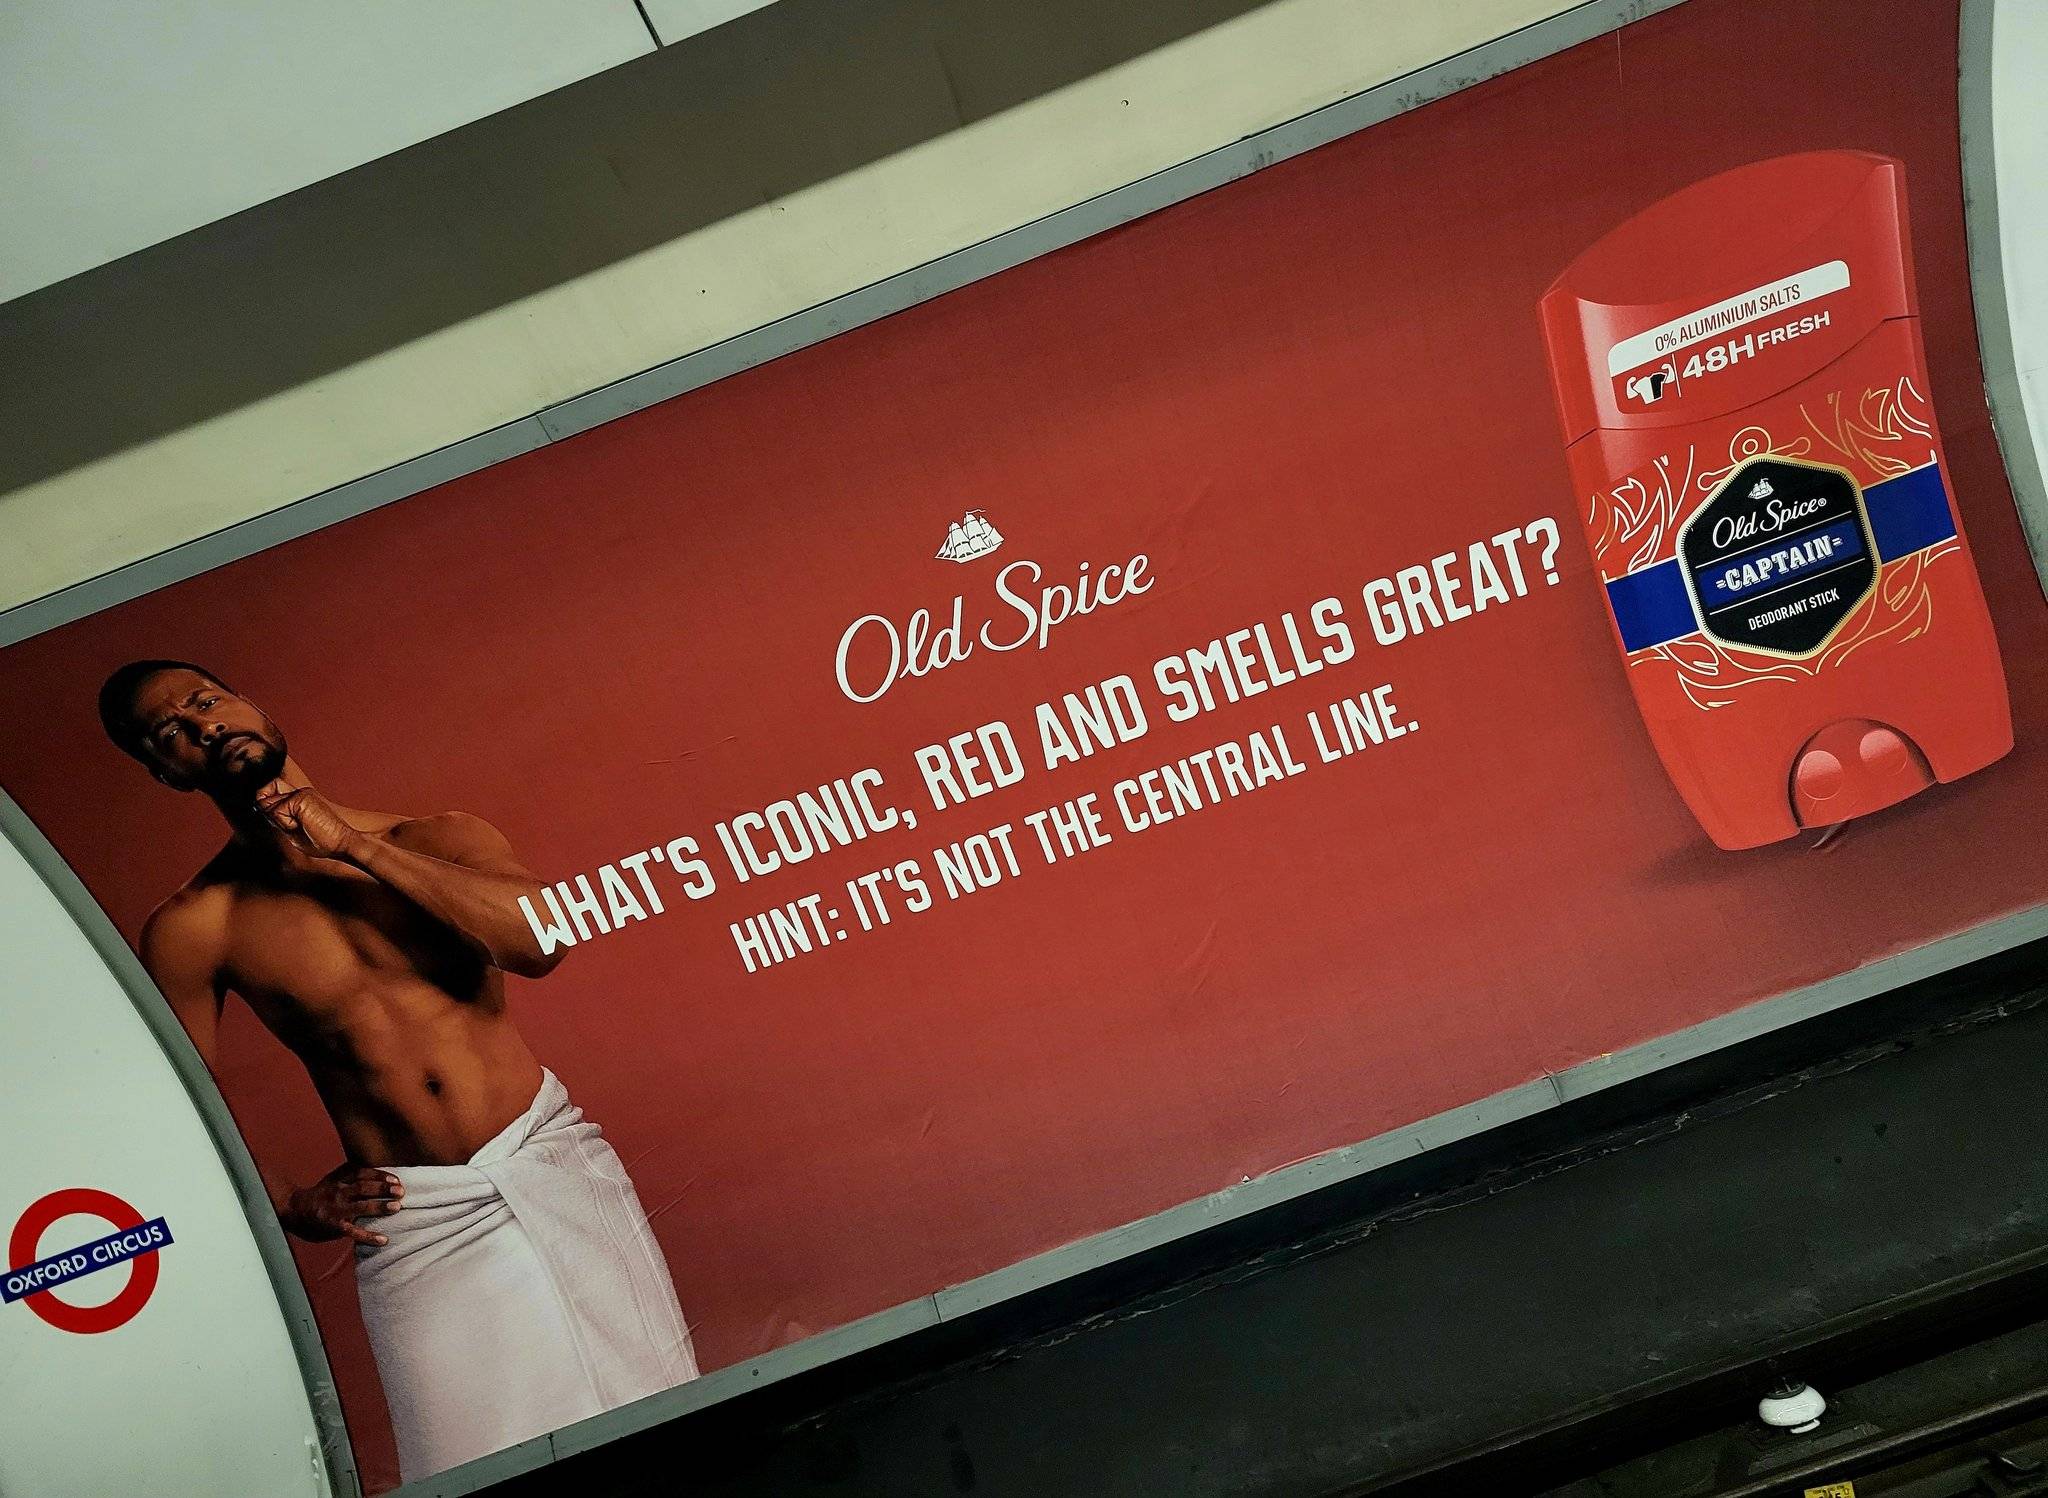 Old Spice
WHAT'S ICONIC, RED AND SMELLS GREAT?
HINT: IT'S NOT THE CENTRAL LINE.
0% ALUMINIUM SALTS
48H FRESH
Old Spice®
CAPTAIN
DEODORANT STICK
OXFORD CIRCUS